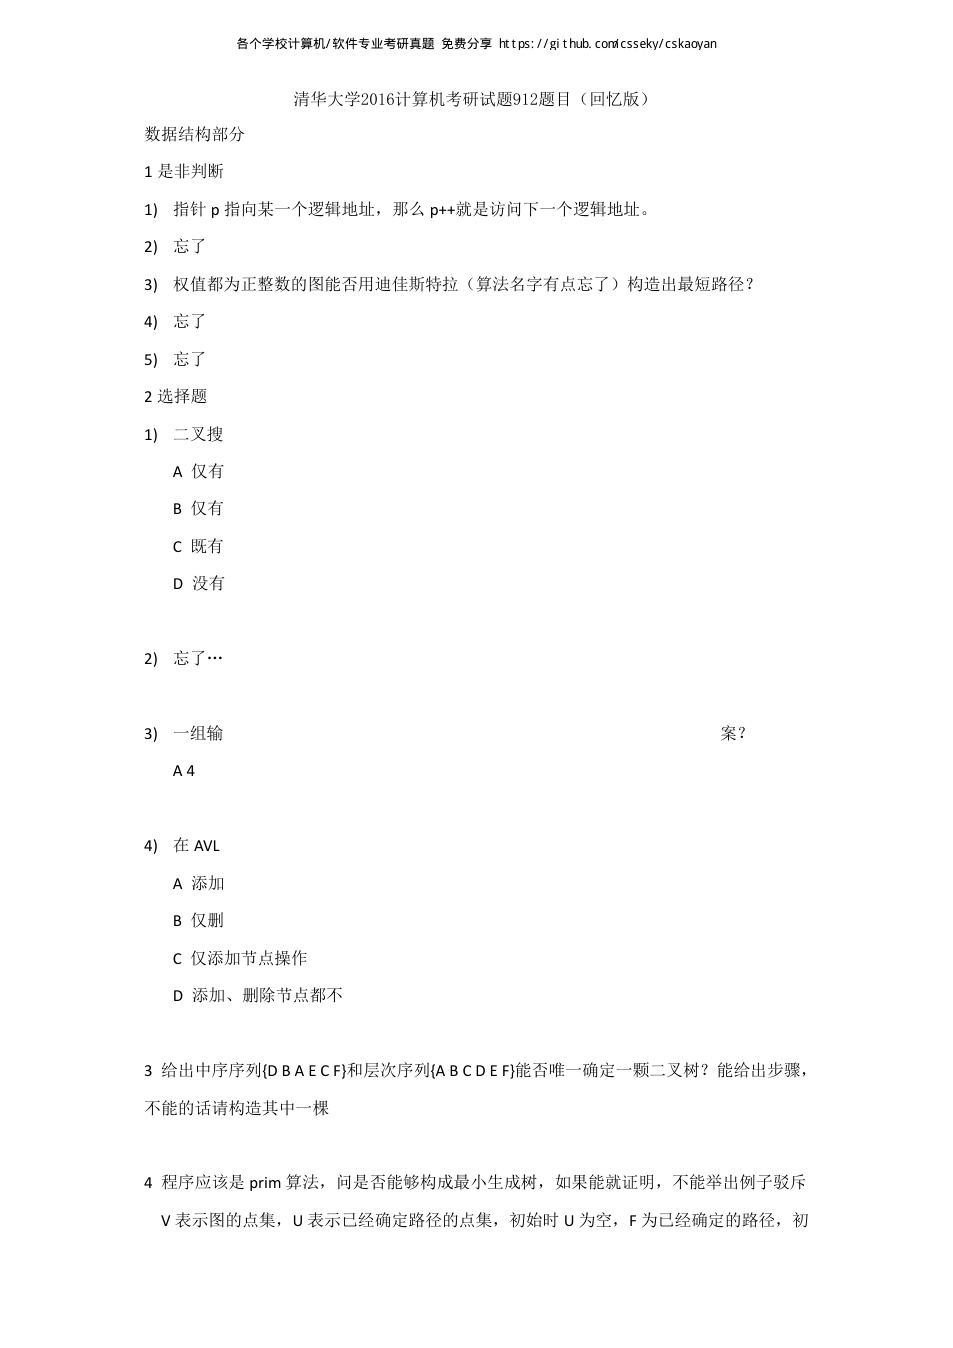 各个学校计算机/软件专业考研真题 免费分享 https://github.com/csseky/cskaoyan
清华大学2016计算机考研试题912题目（回忆版）
数据结构部分
1 是非判断
1) 指针 p 指向某一个逻辑地址，那么 p++就是访问下一个逻辑地址。
2) 忘了
3) 权值都为正整数的图能否用迪佳斯特拉（算法名字有点忘了）构造出最短路径？
4) 忘了
5) 忘了
2 选择题
1) 二叉搜
A 仅有
B 仅有
C 既有
D 没有
2) 忘了…
3) 一组输 案？
A 4
4) 在 AVL
A 添加
B 仅删
C 仅添加节点操作
D 添加、删除节点都不
3 给出中序序列{D B A E C F}和层次序列{A B C D E F}能否唯一确定一颗二叉树？能给出步骤，
不能的话请构造其中一棵
4 程序应该是 prim 算法，问是否能够构成最小生成树，如果能就证明，不能举出例子驳斥
V 表示图的点集，U 表示已经确定路径的点集，初始时 U 为空，F 为已经确定的路径，初